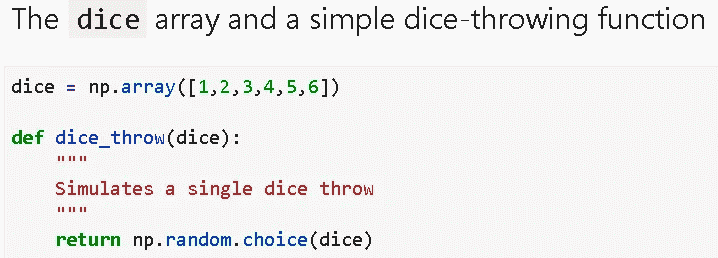 The dice array and a simple dice-throwing function
dice = np.array([1,2,3,4,5,6])
def dice_throw(dice):
    """
    Simulates a single dice throw
    """
    return np.random.choice(dice)